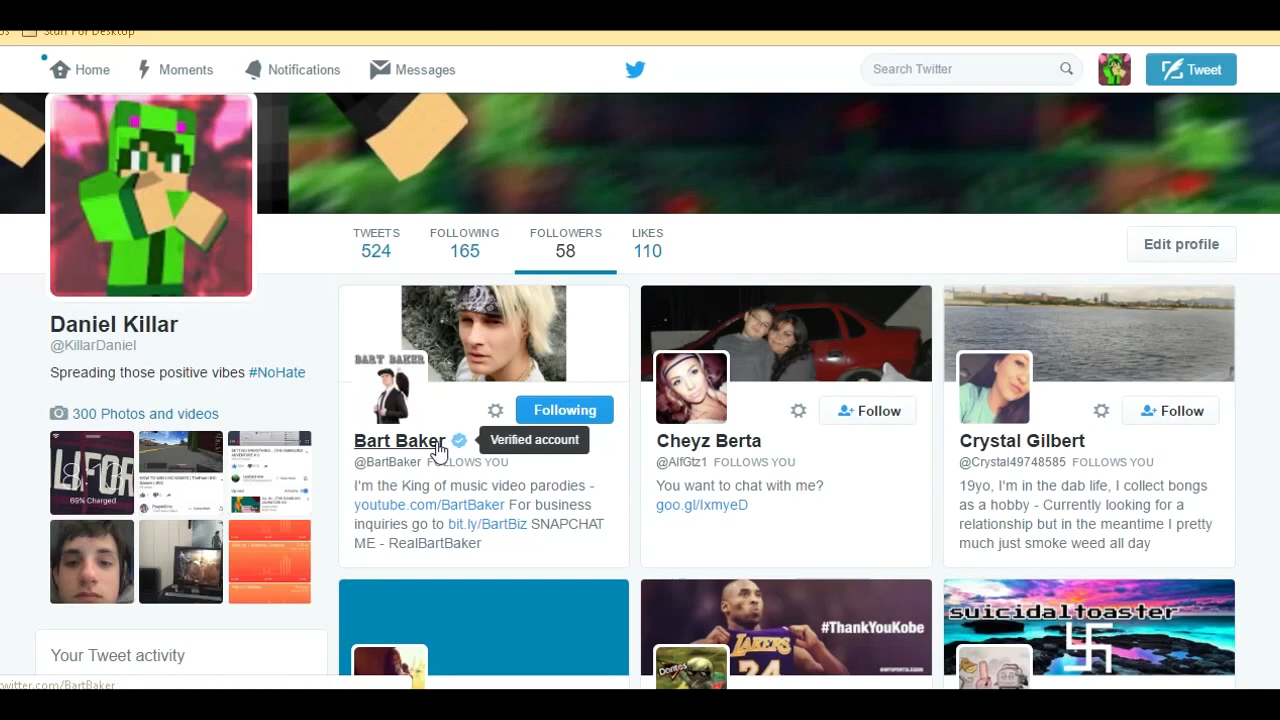 Stuff For Desktop
Home
Moments
Notifications
Messages
Search Twitter
Tweet
TWEETS
FOLLOWING
FOLLOWERS
LIKES
524
165
58
110
Edit profile
Daniel Killar
@KillarDaniel
Spreading those positive vibes #NoHate
300 Photos and videos
69% Charged
Your Tweet activity
BART BAKER
Following
Bart Baker
Verified account
@BartBaker FOLLOWS YOU
I'm the King of music video parodies -
youtube.com/BartBaker For business
inquiries go to bit.ly/BartBiz SNAPCHAT
ME - RealBartBaker
Follow
Cheyz Berta
@AlfGtz1 FOLLOWS YOU
You want to chat with me?
goo.gl/IxmyeD
Follow
Crystal Gilbert
@Crystal49748585 FOLLOWS YOU
19yo, I'm in the dab life, I collect bongs
as a hobby - Currently looking for a
relationship but in the meantime I pretty
much just smoke weed all day
#ThankYouKobe
LAKERS
24
Doritos
suicidaltoaster
twitter.com/BartBaker